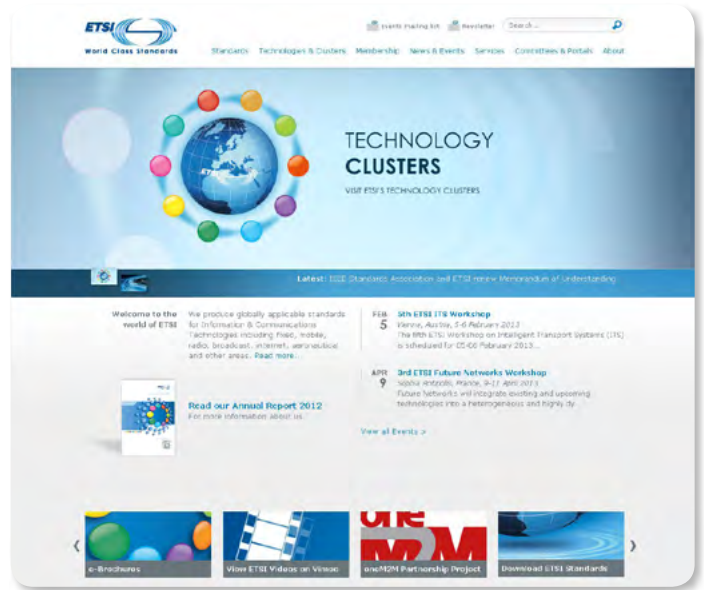 ETSI
World Class Standards
Events mailing list Newsletter Search...
Standards Technologies & Clusters Membership News & Events Services Committees & Portals About
TECHNOLOGY
CLUSTERS
VISIT ETSI'S TECHNOLOGY CLUSTERS
ETSI
Latest: IEEE Standards Association and ETSI renew Memorandum of Understanding
Welcome to the
world of ETSI
We produce globally applicable standards
for Information & Communications
Technologies including fixed, mobile,
radio, broadcast, internet, aeronautical
and other areas. Read more...
Read our Annual Report 2012
For more information about us.
FEB
5
5th ETSI ITS Workshop
Vienna, Austria, 5-6 February 2013
The fifth ETSI Workshop on Intelligent Transport Systems (ITS)
is scheduled for 05-06 February 2013...
APR
9
3rd ETSI Future Networks Workshop
Sophia Antipolis, France, 9-11 April 2013
Future Networks will integrate existing and upcoming
technologies into a heterogeneous and highly dy...
View all Events >
e-Brochures
View ETSI Videos on Vimeo
one
M2M
oneM2M Partnership Project
Download ETSI Standards